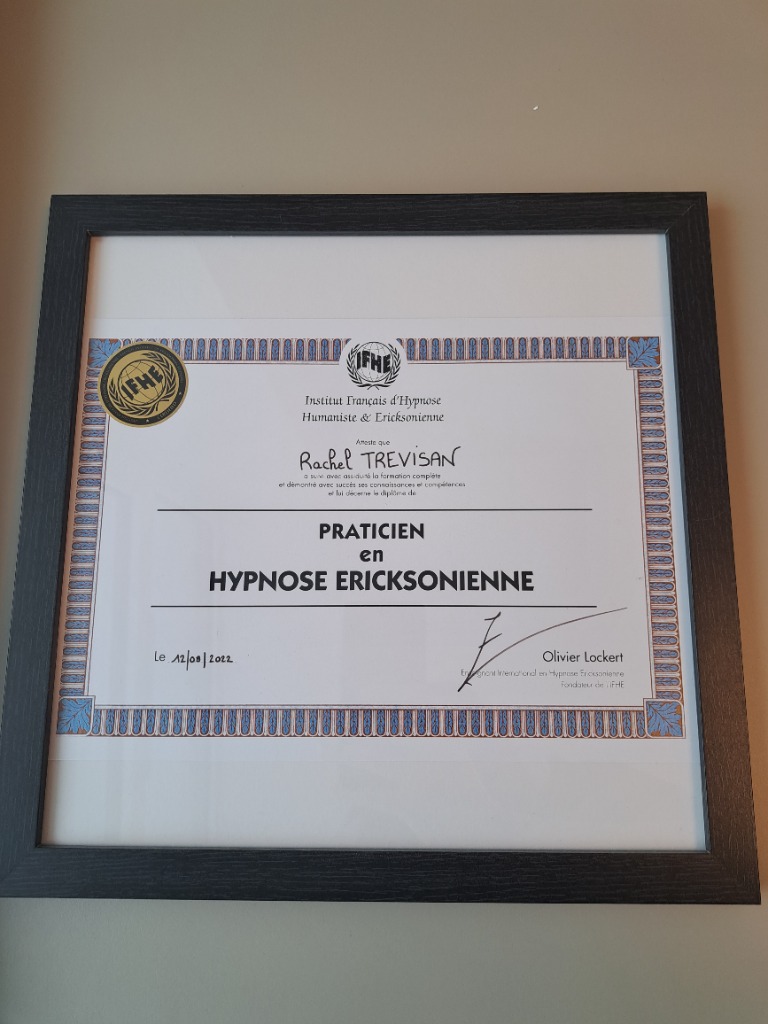 IFHE
IFHE
Institut Français d'Hypnose
Humaniste & Ericksonienne
Atteste que
Rachel TREVISAN
a suivi avec assiduité la formation complète
et démontré avec succès ses connaissances et compétences
et lui décerne le diplôme de
PRATICIEN
en
HYPNOSE ERICKSONIENNE
Le 12/08/2022
Olivier Lockert
Enseignant International en Hypnose Ericksonienne
Fondateur de l'IFHE